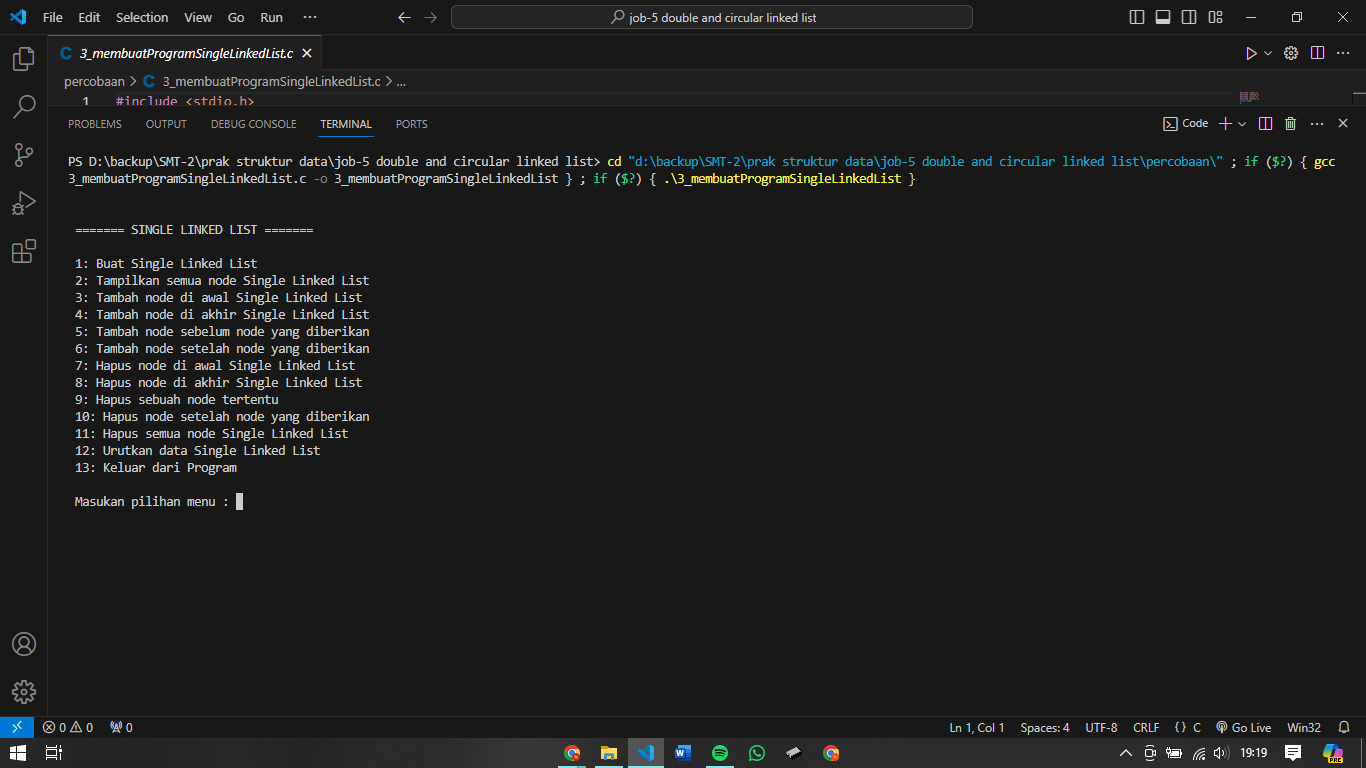 File Edit Selection View Go Run ··· job-5 double and circular linked list
3_membuatProgramSingleLinkedList.c
percobaan > C 3_membuatProgramSingleLinkedList.c > ...
1 #include <stdio.h>
PROBLEMS OUTPUT DEBUG CONSOLE TERMINAL PORTS Code
PS D:\backup\SMT-2\prak struktur data\job-5 double and circular linked list> cd "d:\backup\SMT-2\prak struktur data\job-5 double and circular linked list\percobaan\" ; if ($?) { gcc
3_membuatProgramSingleLinkedList.c -o 3_membuatProgramSingleLinkedList } ; if ($?) { .\3_membuatProgramSingleLinkedList }
======= SINGLE LINKED LIST =======
1: Buat Single Linked List
2: Tampilkan semua node Single Linked List
3: Tambah node di awal Single Linked List
4: Tambah node di akhir Single Linked List
5: Tambah node sebelum node yang diberikan
6: Tambah node setelah node yang diberikan
7: Hapus node di awal Single Linked List
8: Hapus node di akhir Single Linked List
9: Hapus sebuah node tertentu
10: Hapus node setelah node yang diberikan
11: Hapus semua node Single Linked List
12: Urutkan data Single Linked List
13: Keluar dari Program
Masukan pilihan menu :
0 0 0 Ln 1, Col 1 Spaces: 4 UTF-8 CRLF {} C Go Live Win32
19:19